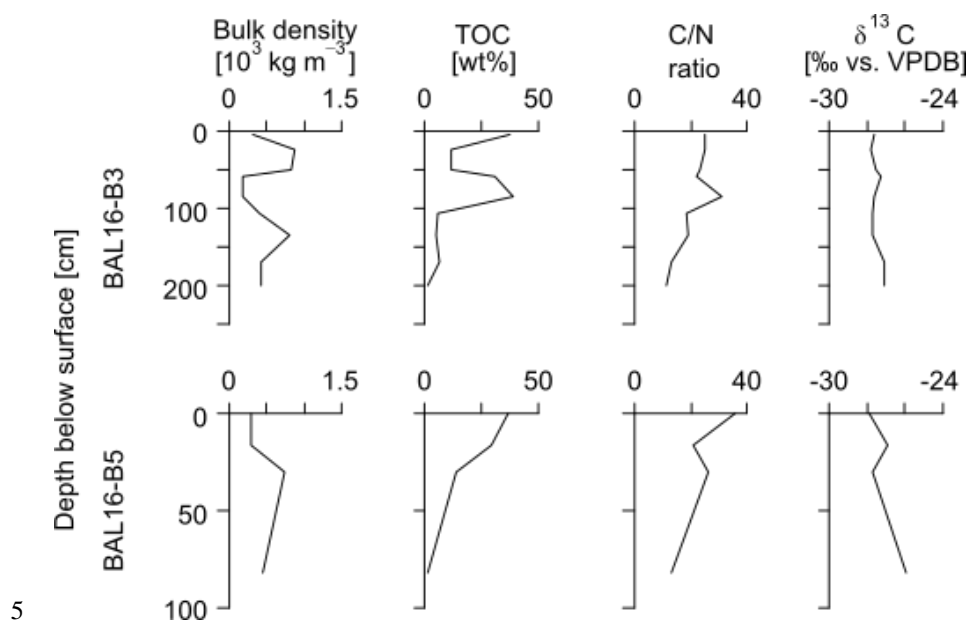 Bulk density TOC C/N δ¹³ C
[10³ kg m⁻³] [wt%] ratio [‰ vs. VPDB]
0 1.5 0 50 0 40 -30 -24
0
100
200
BAL16-B3
Depth below surface [cm]
0 1.5 0 50 0 40 -30 -24
0
50
100
BAL16-B5
5